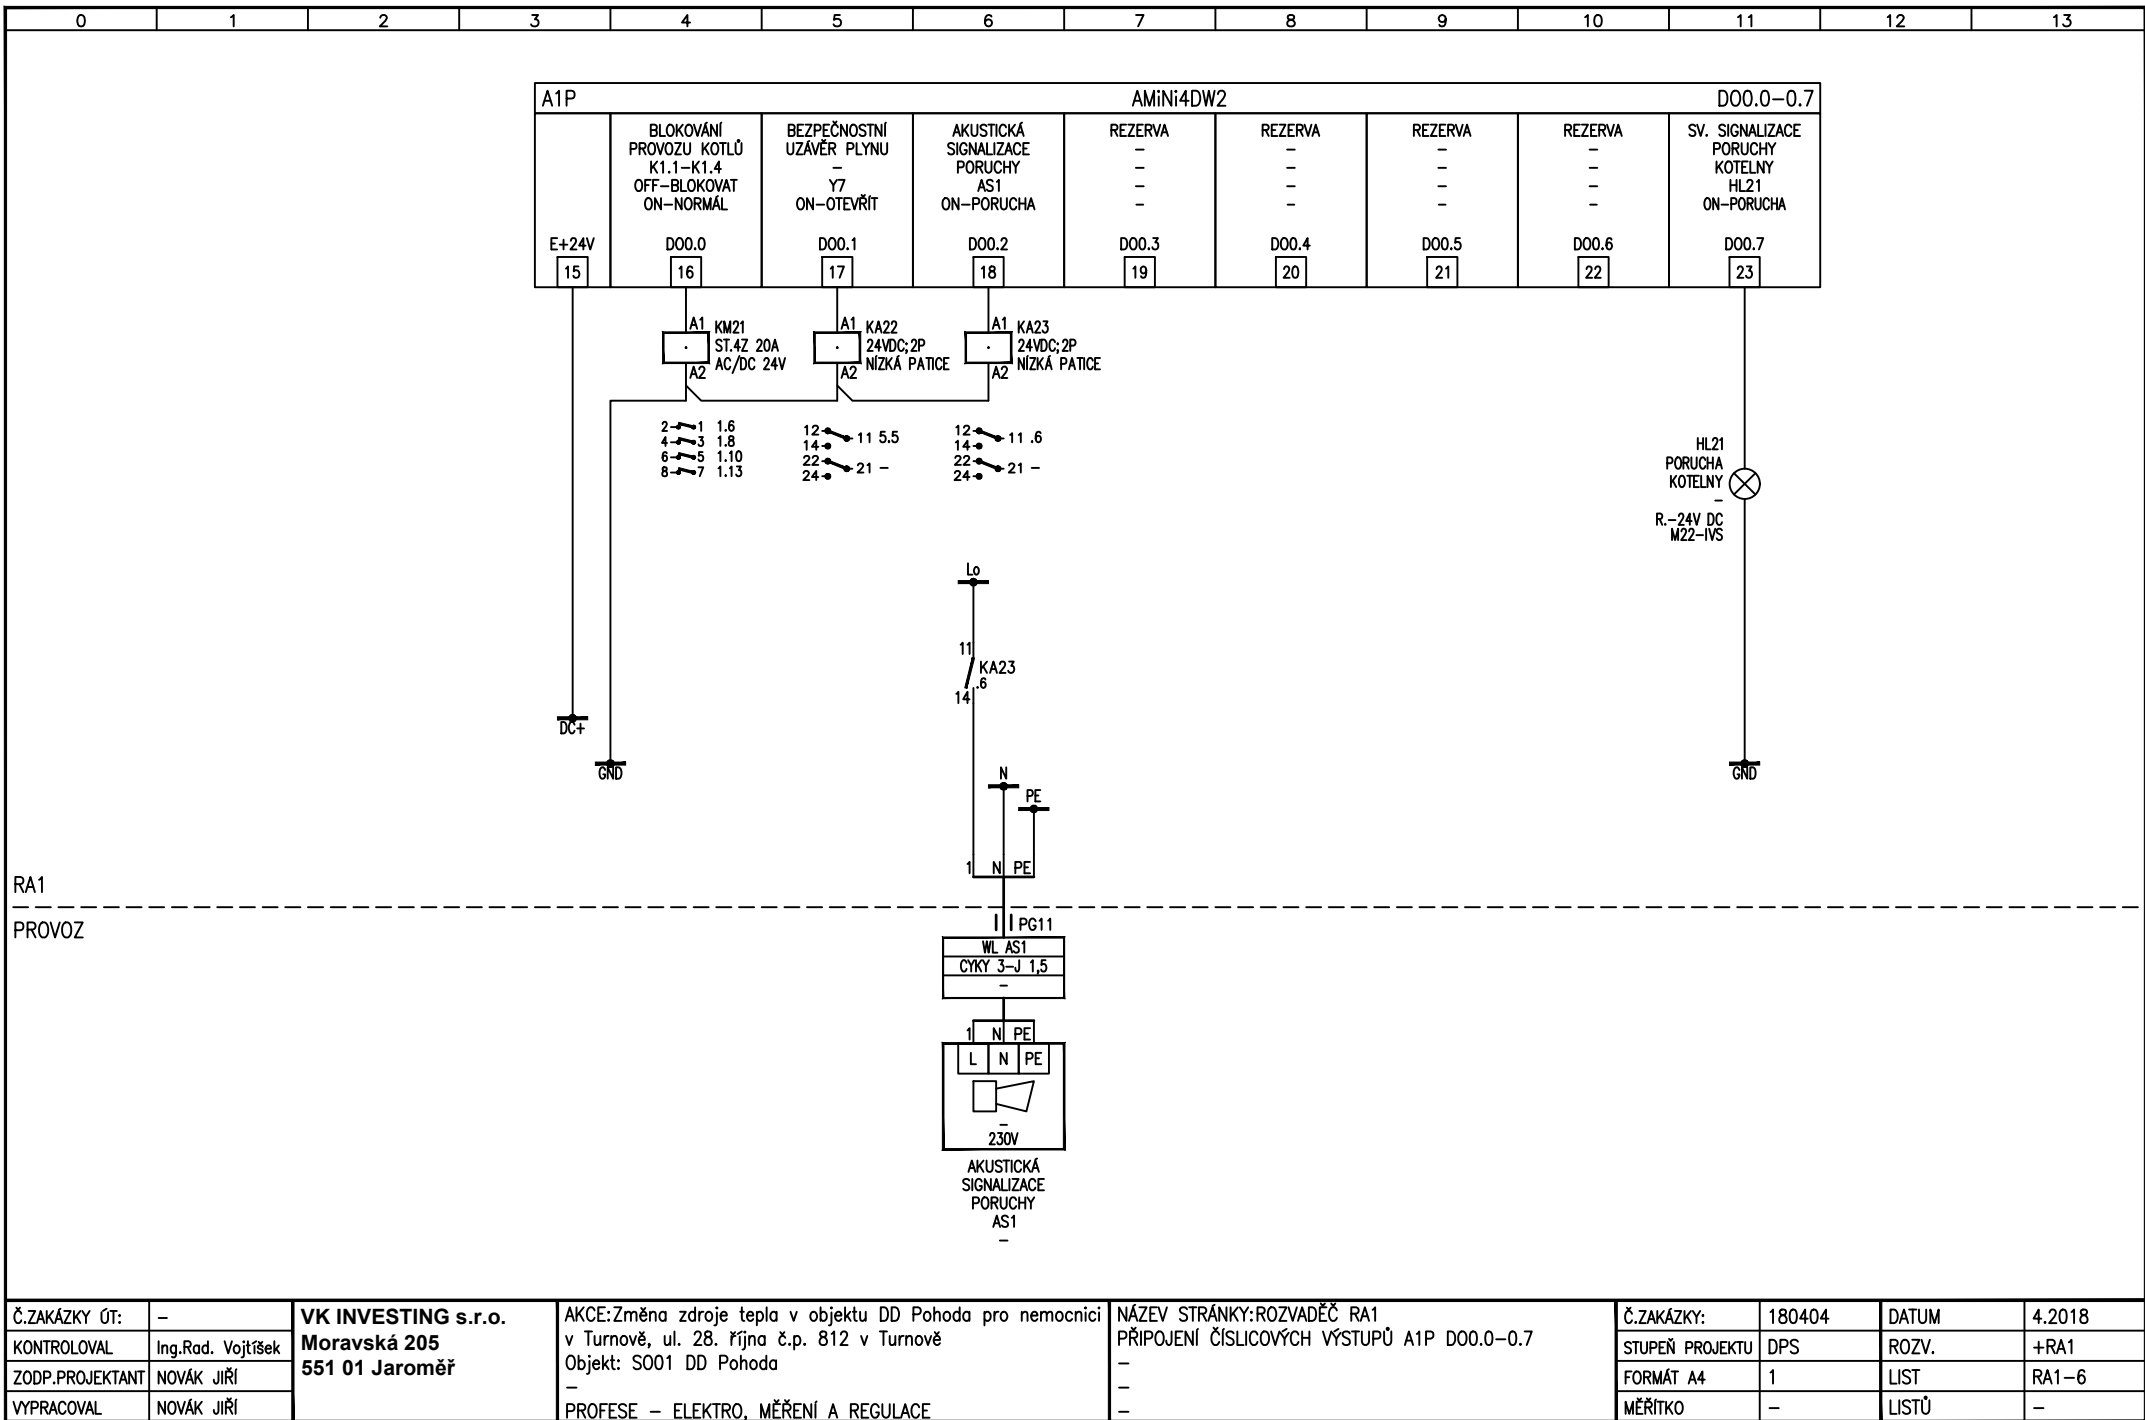 0 1 2 3 4 5 6 7 8 9 10 11 12 13
A1P AMiNi4DW2 DO0.0-0.7
E+24V
15
BLOKOVÁNÍ
PROVOZU KOTLŮ
K1.1-K1.4
OFF-BLOKOVAT
ON-NORMÁL
DO0.0
16
BEZPEČNOSTNÍ
UZÁVĚR PLYNU
-
Y7
ON-OTEVŘÍT
DO0.1
17
AKUSTICKÁ
SIGNALIZACE
PORUCHY
AS1
ON-PORUCHA
DO0.2
18
REZERVA
-
-
-
-
DO0.3
19
REZERVA
-
-
-
-
DO0.4
20
REZERVA
-
-
-
-
DO0.5
21
REZERVA
-
-
-
-
DO0.6
22
SV. SIGNALIZACE
PORUCHY
KOTELNY
HL21
ON-PORUCHA
DO0.7
23
A1 KM21
ST.4Z 20A
AC/DC 24V
A2
A1 KA22
24VDC;2P
NÍZKÁ PATICE
A2
A1 KA23
24VDC;2P
NÍZKÁ PATICE
A2
2 1 1.6
4 3 1.8
6 5 1.10
8 7 1.13
12 11 5.5
14
22 21 -
24
12 11 .6
14
22 21 -
24
HL21
PORUCHA
KOTELNY
-
R.-24V DC
M22-IVS
Lo
11
KA23
.6
14
DC+
GND
GND
N
PE
1 N PE
RA1
PROVOZ
PG11
WL AS1
CYKY 3-J 1,5
-
1 N PE
L N PE
-
230V
AKUSTICKÁ
SIGNALIZACE
PORUCHY
AS1
-
Č.ZAKÁZKY ÚT: -
KONTROLOVAL Ing.Rad. Vojtíšek
ZODP.PROJEKTANT NOVÁK JIŘÍ
VYPRACOVAL NOVÁK JIŘÍ
VK INVESTING s.r.o.
Moravská 205
551 01 Jaroměř
AKCE:Změna zdroje tepla v objektu DD Pohoda pro nemocnici
v Turnově, ul. 28. října č.p. 812 v Turnově
Objekt: SO01 DD Pohoda
-
PROFESE - ELEKTRO, MĚŘENÍ A REGULACE
NÁZEV STRÁNKY:ROZVADĚČ RA1
PŘIPOJENÍ ČÍSLICOVÝCH VÝSTUPŮ A1P DO0.0-0.7
-
-
-
Č.ZAKÁZKY: 180404 DATUM 4.2018
STUPEŇ PROJEKTU DPS ROZV. +RA1
FORMÁT A4 1 LIST RA1-6
MĚŘÍTKO - LISTŮ -